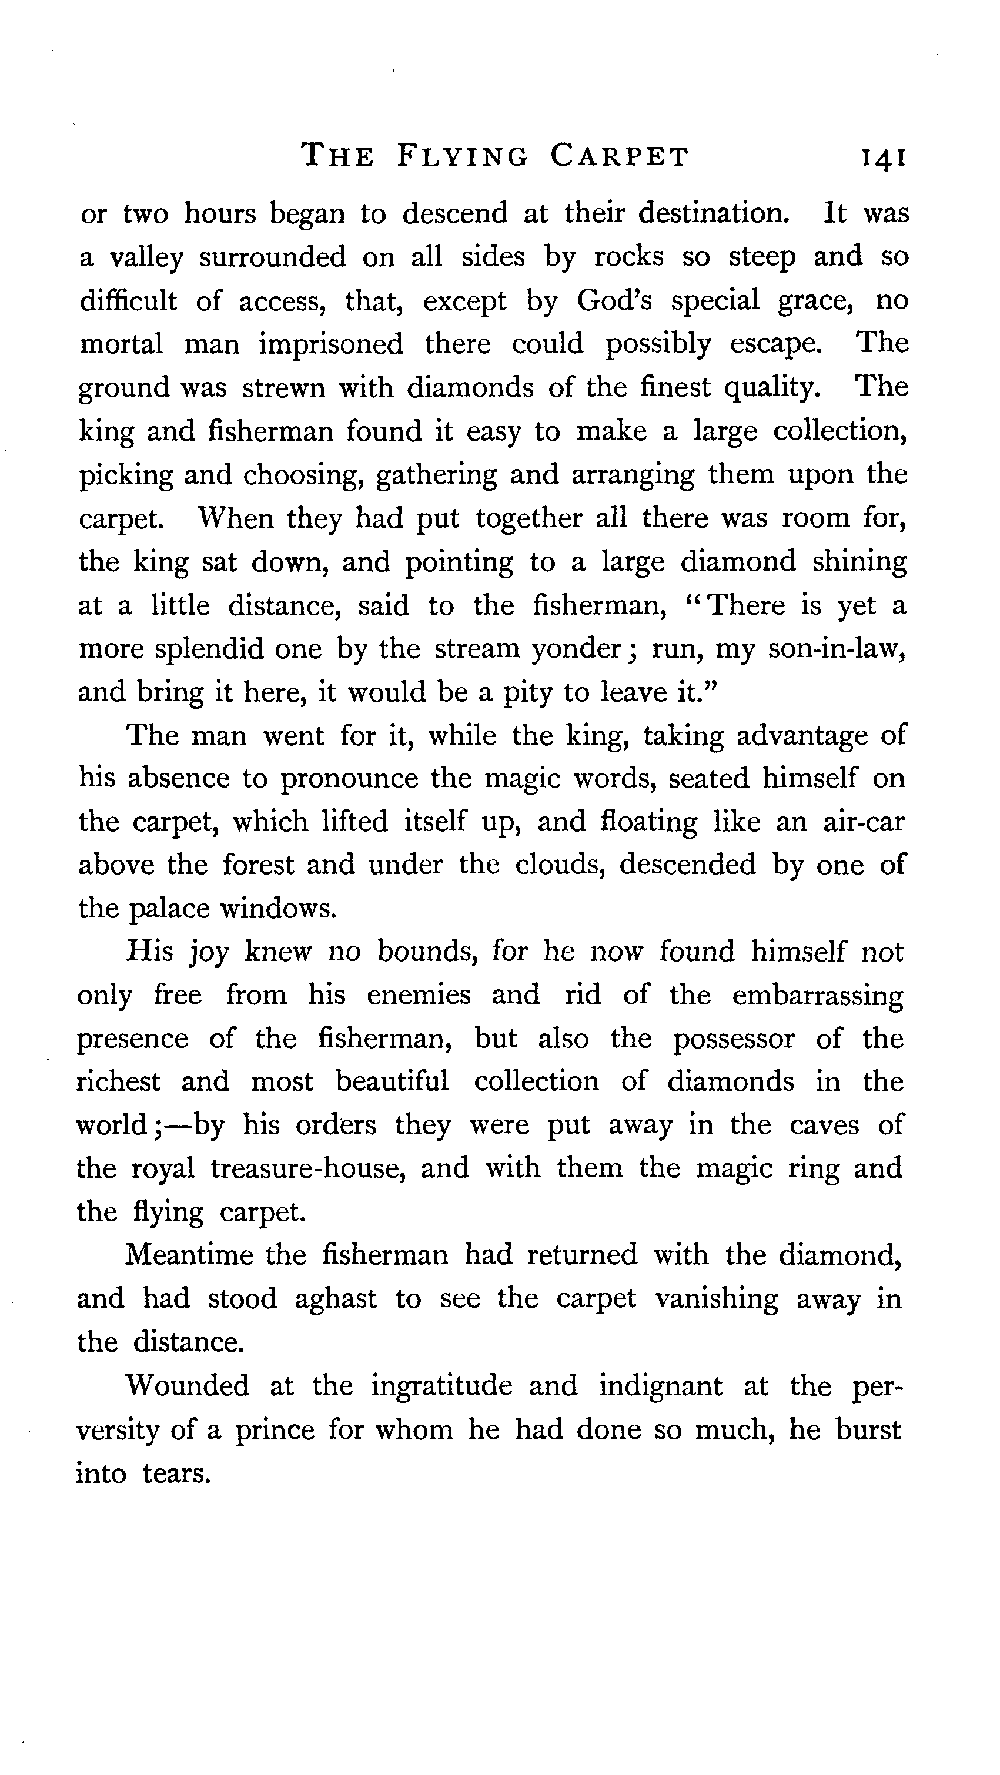 THE FLYING CARPET 141
or two hours began to descend at their destination. It was
a valley surrounded on all sides by rocks so steep and so
difficult of access, that, except by God's special grace, no
mortal man imprisoned there could possibly escape. The
ground was strewn with diamonds of the finest quality. The
king and fisherman found it easy to make a large collection,
picking and choosing, gathering and arranging them upon the
carpet. When they had put together all there was room for,
the king sat down, and pointing to a large diamond shining
at a little distance, said to the fisherman, "There is yet a
more splendid one by the stream yonder; run, my son-in-law,
and bring it here, it would be a pity to leave it."
The man went for it, while the king, taking advantage of
his absence to pronounce the magic words, seated himself on
the carpet, which lifted itself up, and floating like an air-car
above the forest and under the clouds, descended by one of
the palace windows.
His joy knew no bounds, for he now found himself not
only free from his enemies and rid of the embarrassing
presence of the fisherman, but also the possessor of the
richest and most beautiful collection of diamonds in the
world;—by his orders they were put away in the caves of
the royal treasure-house, and with them the magic ring and
the flying carpet.
Meantime the fisherman had returned with the diamond,
and had stood aghast to see the carpet vanishing away in
the distance.
Wounded at the ingratitude and indignant at the per-
versity of a prince for whom he had done so much, he burst
into tears.